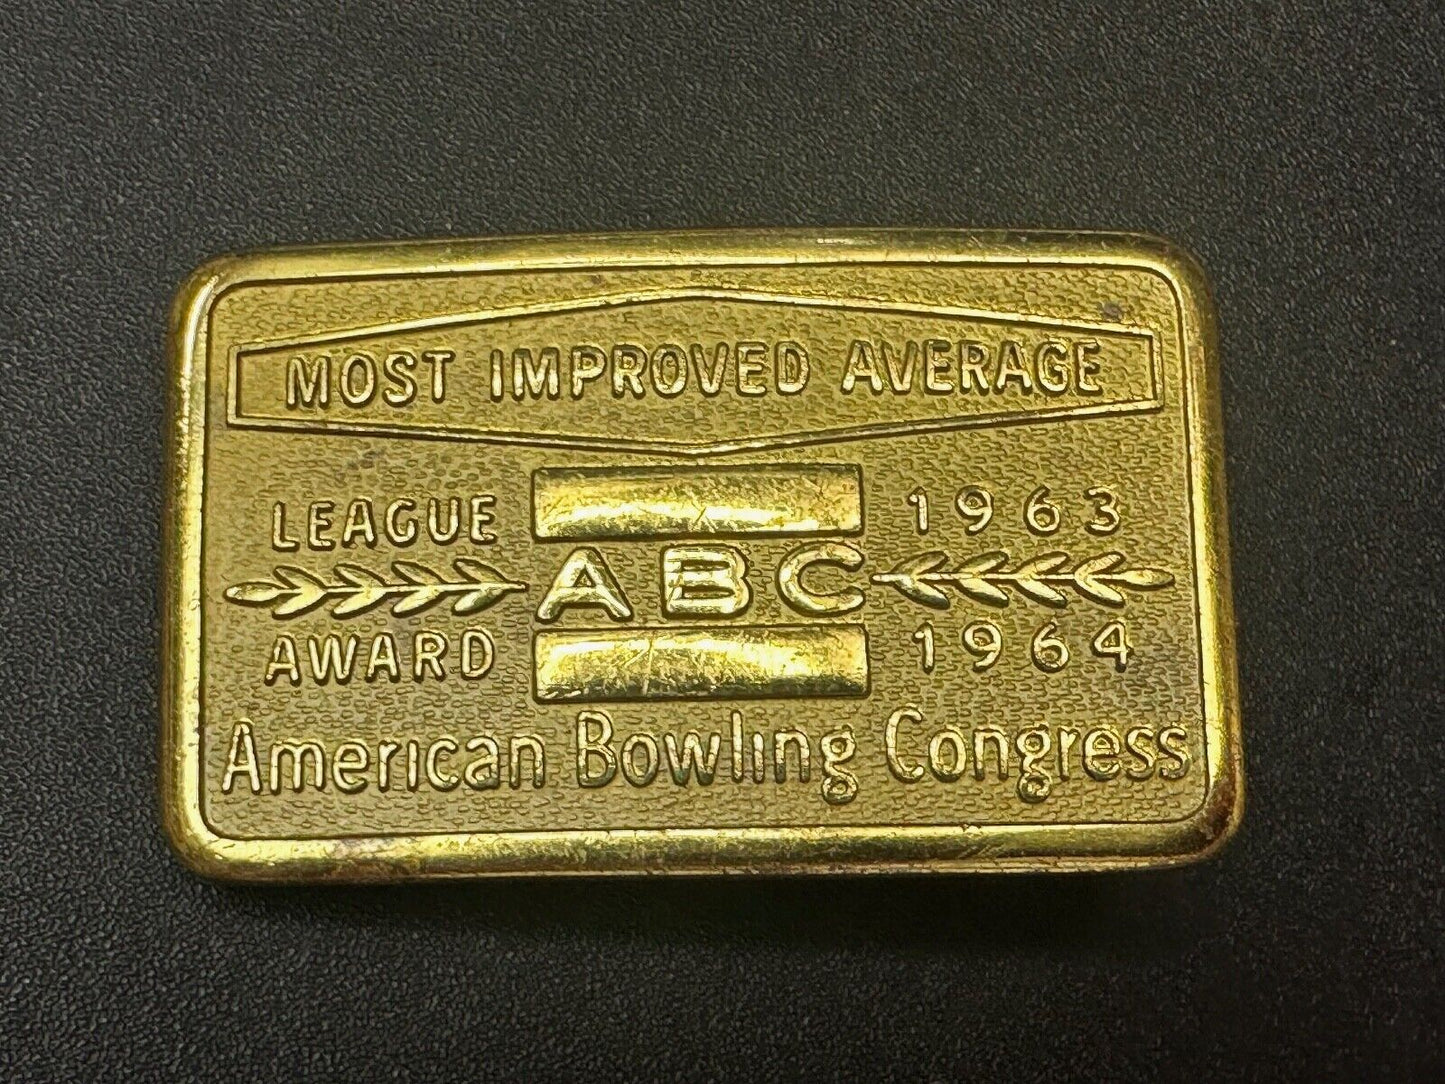 MOST IMPROVED AVERAGE
LEAGUE 1963
ABC
AWARD 1964
American Bowling Congress